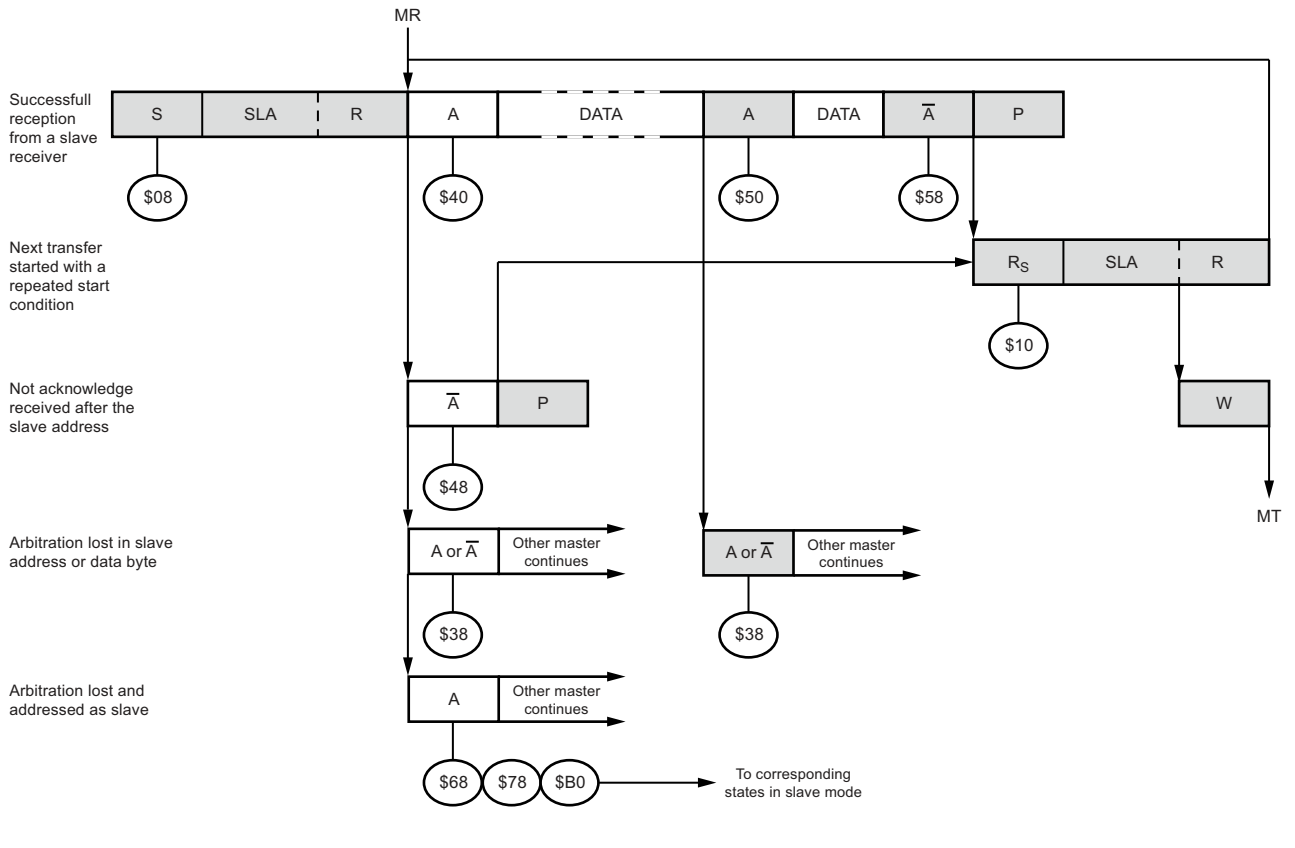 MR
Successfull
reception
from a slave
receiver
S SLA R A DATA A DATA A̅ P
$08 $40 $50 $58
Next transfer
started with a
repeated start
condition
RS SLA R
$10
Not acknowledge
received after the
slave address
A̅ P
W
$48
MT
Arbitration lost in slave
address or data byte
A or A̅
Other master
continues
A or A̅
Other master
continues
$38 $38
Arbitration lost and
addressed as slave
A
Other master
continues
$68 $78 $B0
To corresponding
states in slave mode